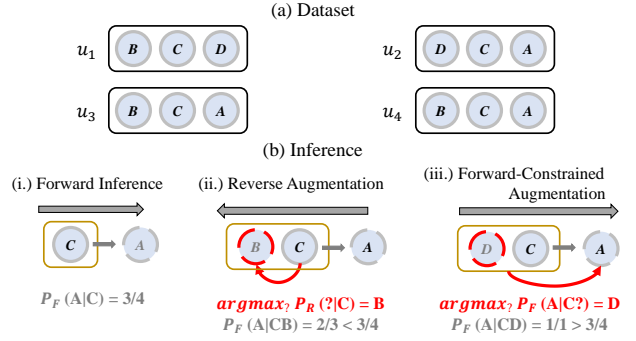 (a) Dataset
u₁ B C D
u₂ D C A
u₃ B C A
u₄ B C A
(b) Inference
(i.) Forward Inference
C A
P_F (A|C) = 3/4
(ii.) Reverse Augmentation
B C A
argmax? P_R (?|C) = B
P_F (A|CB) = 2/3 < 3/4
(iii.) Forward-Constrained
Augmentation
D C A
argmax? P_F (A|C?) = D
P_F (A|CD) = 1/1 > 3/4